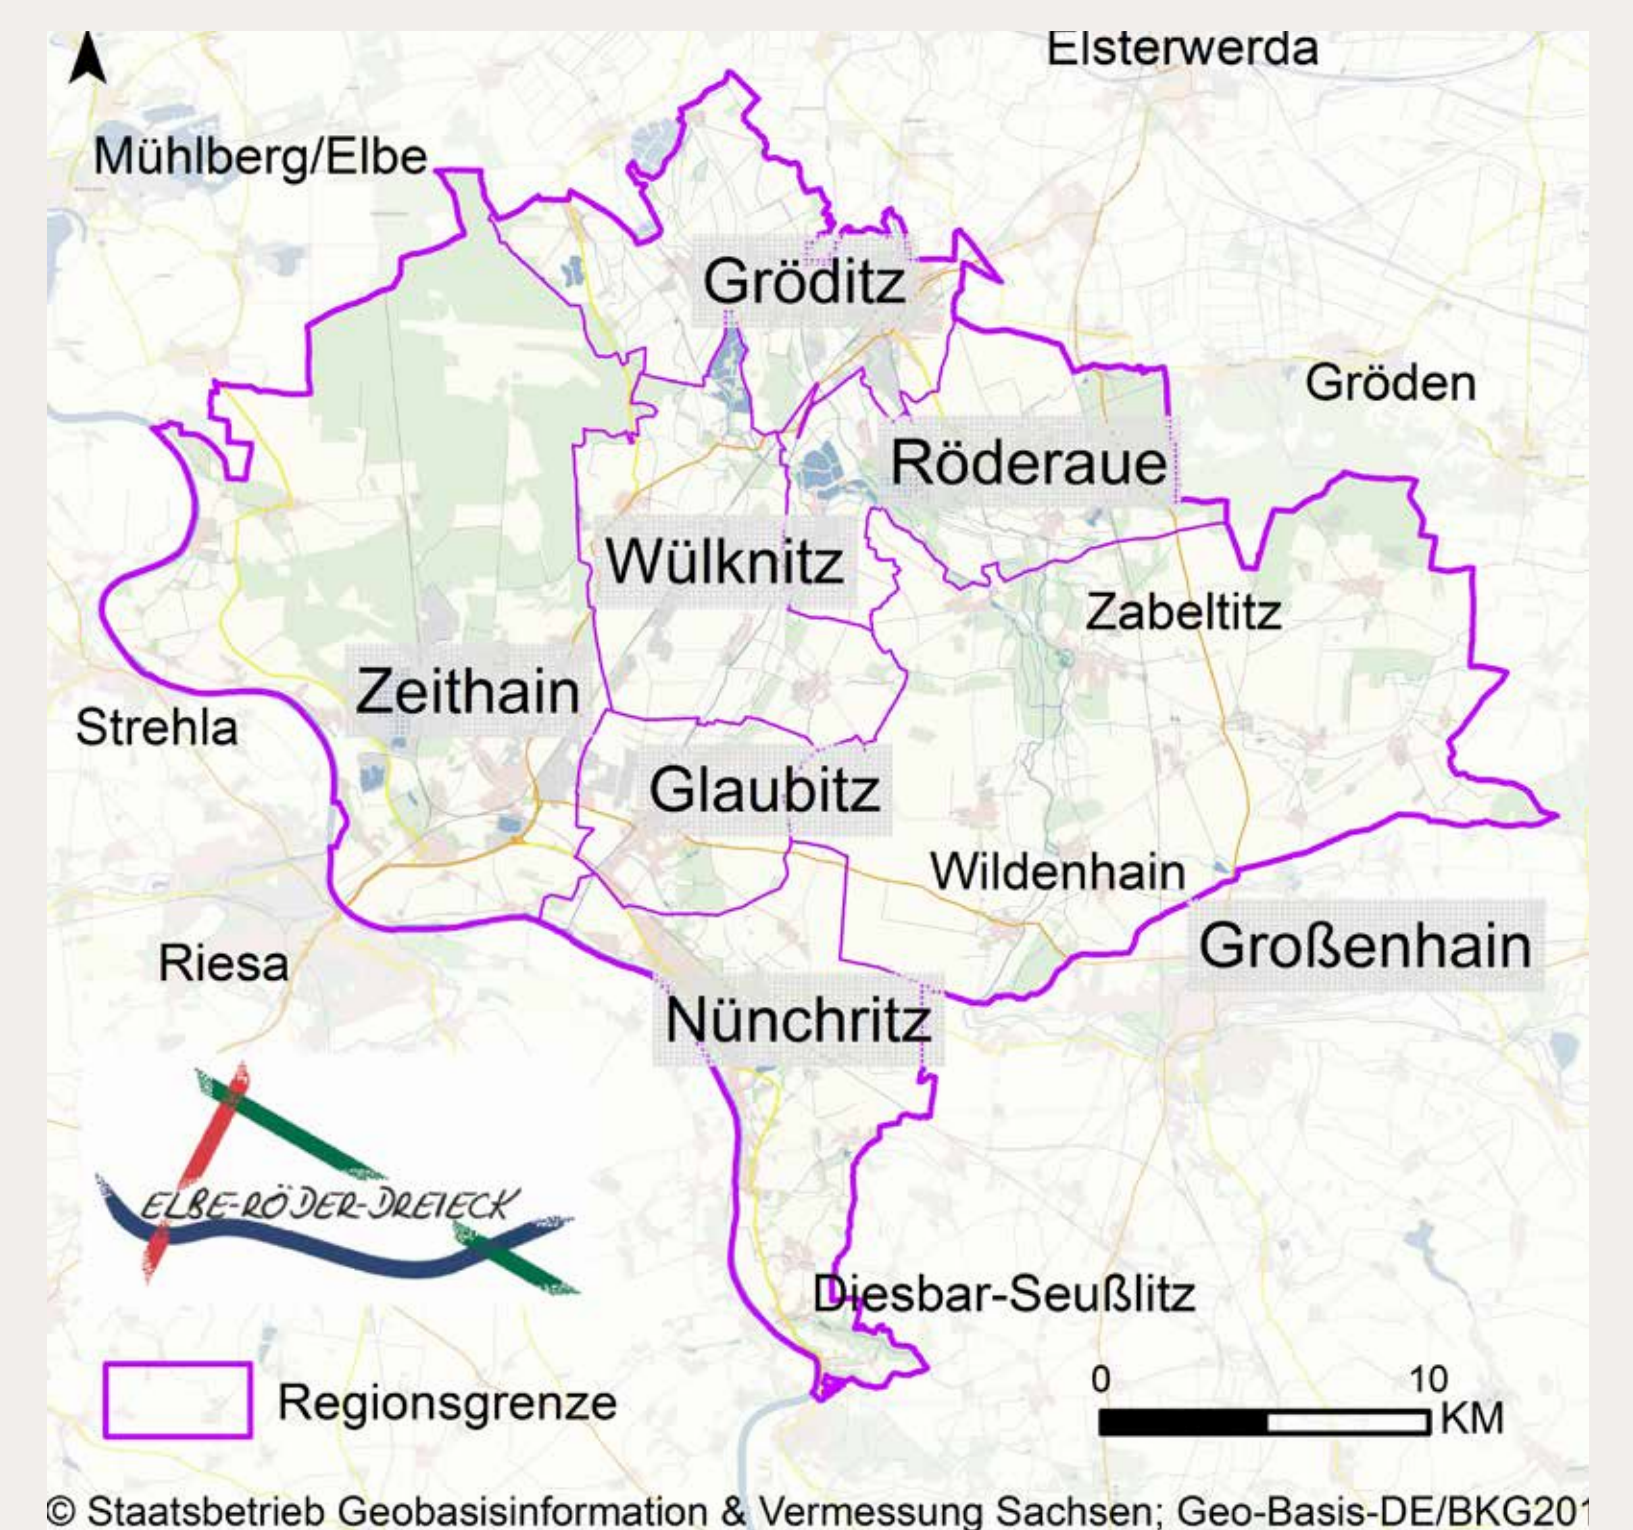 Elsterwerda
Mühlberg/Elbe
Gröditz
Gröden
Röderaue
Wülknitz
Zabeltitz
Zeithain
Strehla
Glaubitz
Wildenhain
Großenhain
Riesa
Nünchritz
ELBE-RÖDER-DREIECK
Diesbar-Seußlitz
0 10
KM
Regionsgrenze
© Staatsbetrieb Geobasisinformation & Vermessung Sachsen; Geo-Basis-DE/BKG201